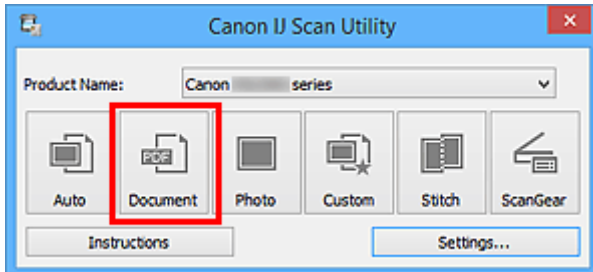 Canon IJ Scan Utility
Product Name: Canon series
PDF
Auto Document Photo Custom Stitch ScanGear
Instructions Settings...